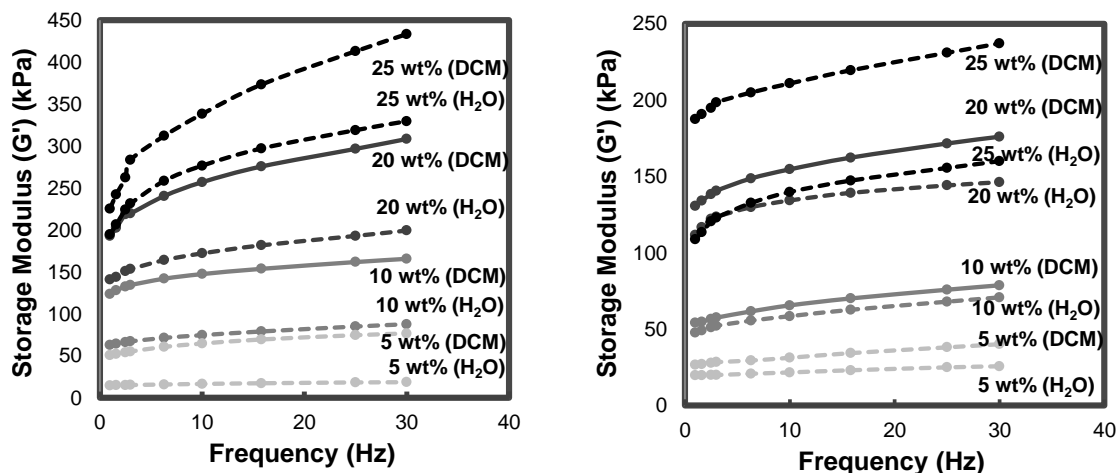 Storage Modulus (G') (kPa)
450
400
350
300
250
200
150
100
50
0
25 wt% (DCM)
25 wt% (H₂O)
20 wt% (DCM)
20 wt% (H₂O)
10 wt% (DCM)
10 wt% (H₂O)
5 wt% (DCM)
5 wt% (H₂O)
0 10 20 30 40
Frequency (Hz)
Storage Modulus (G') (kPa)
250
200
150
100
50
0
25 wt% (DCM)
20 wt% (DCM)
25 wt% (H₂O)
20 wt% (H₂O)
10 wt% (DCM)
10 wt% (H₂O)
5 wt% (DCM)
5 wt% (H₂O)
0 10 20 30 40
Frequency (Hz)